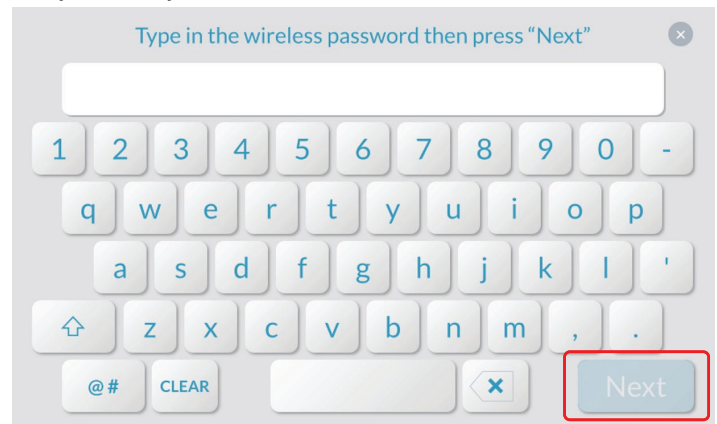 Type in the wireless password then press “Next”
1 2 3 4 5 6 7 8 9 0 -
q w e r t y u i o p
a s d f g h j k l '
z x c v b n m , .
@# CLEAR Next